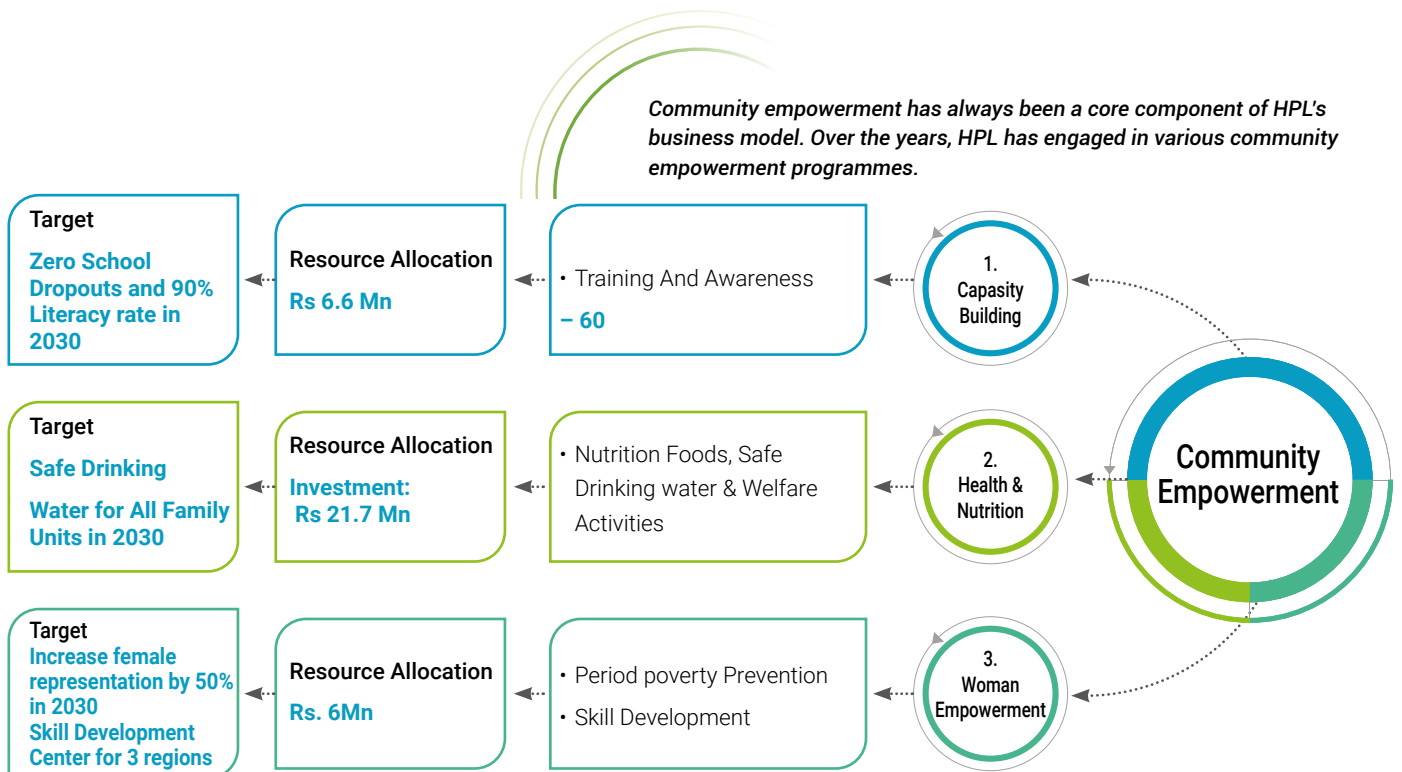 Community empowerment has always been a core component of HPL's
business model. Over the years, HPL has engaged in various community
empowerment programmes.
Target
Zero School
Dropouts and 90%
Literacy rate in
2030
Resource Allocation
Rs 6.6 Mn
• Training And Awareness
– 60
1.
Capasity
Building
Target
Safe Drinking
Water for All Family
Units in 2030
Resource Allocation
Investment:
Rs 21.7 Mn
• Nutrition Foods, Safe
Drinking water & Welfare
Activities
2.
Health &
Nutrition
Community
Empowerment
Target
Increase female
representation by 50%
in 2030
Skill Development
Center for 3 regions
Resource Allocation
Rs. 6Mn
• Period poverty Prevention
• Skill Development
3.
Woman
Empowerment